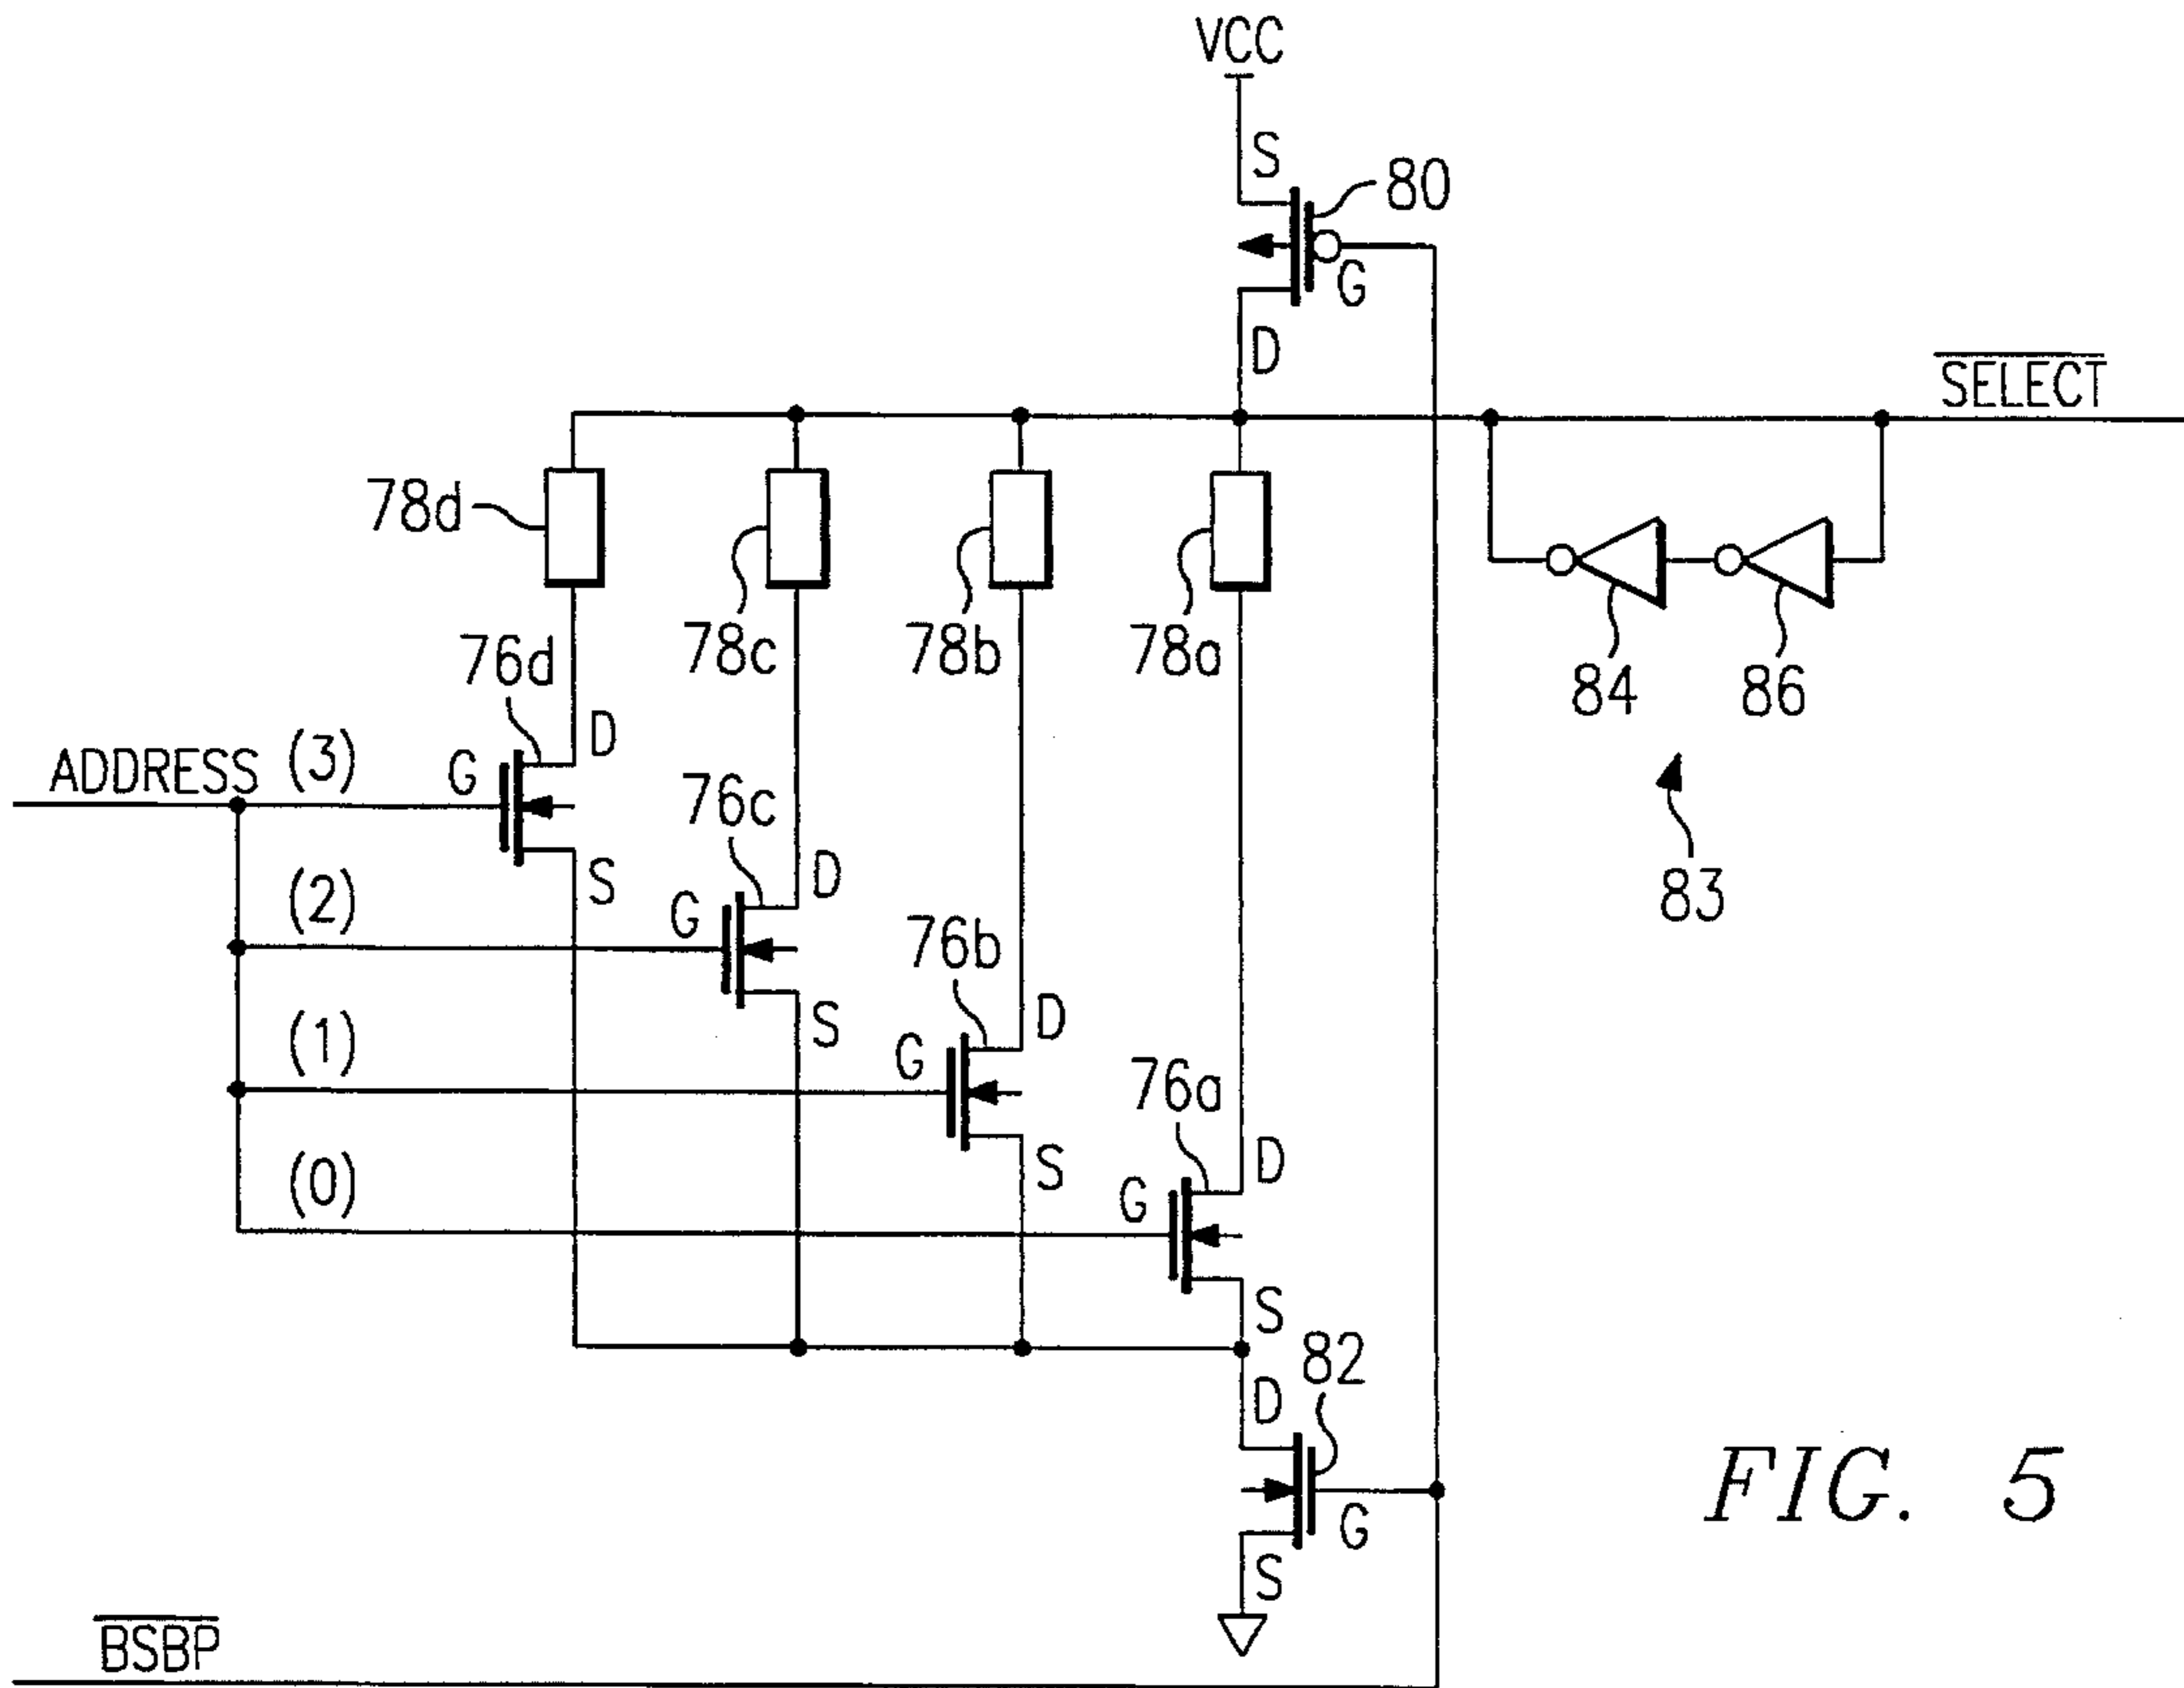 VCC
S
80
G
D
SELECT
78d
78c
78b
78a
84
86
76d
D
ADDRESS (3)
G
76c
S
D
83
(2)
G
76b
S
D
(1)
G
76a
S
D
(0)
G
S
82
D
G
S
FIG. 5
BSBP